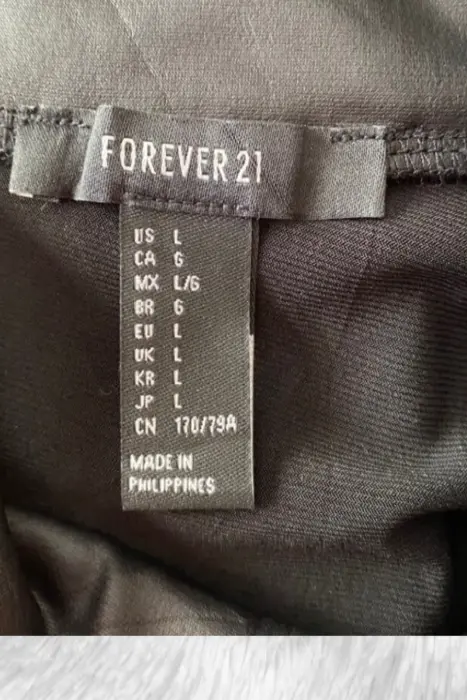 FOREVER 21
US L
CA G
MX L/G
BR G
EU L
UK L
KR L
JP L
CN 170/79A
MADE IN
PHILIPPINES